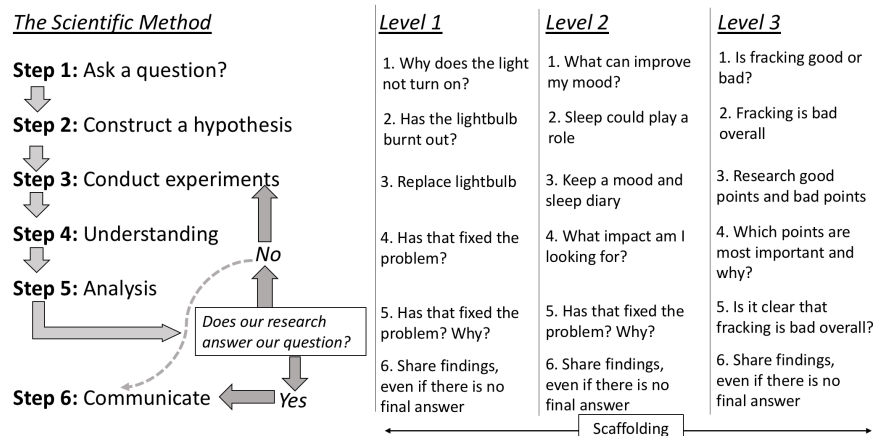 The Scientific Method
Step 1: Ask a question?
Step 2: Construct a hypothesis
Step 3: Conduct experiments
Step 4: Understanding
No
Step 5: Analysis
Does our research
answer our question?
Step 6: Communicate
Yes
Level 1
1. Why does the light
not turn on?
2. Has the lightbulb
burnt out?
3. Replace lightbulb
4. Has that fixed the
problem?
5. Has that fixed the
problem? Why?
6. Share findings,
even if there is no
final answer
Level 2
1. What can improve
my mood?
2. Sleep could play a
role
3. Keep a mood and
sleep diary
4. What impact am I
looking for?
5. Has that fixed the
problem? Why?
6. Share findings,
even if there is no
final answer
Level 3
1. Is fracking good or
bad?
2. Fracking is bad
overall
3. Research good
points and bad points
4. Which points are
most important and
why?
5. Is it clear that
fracking is bad overall?
6. Share findings,
even if there is no
final answer
Scaffolding